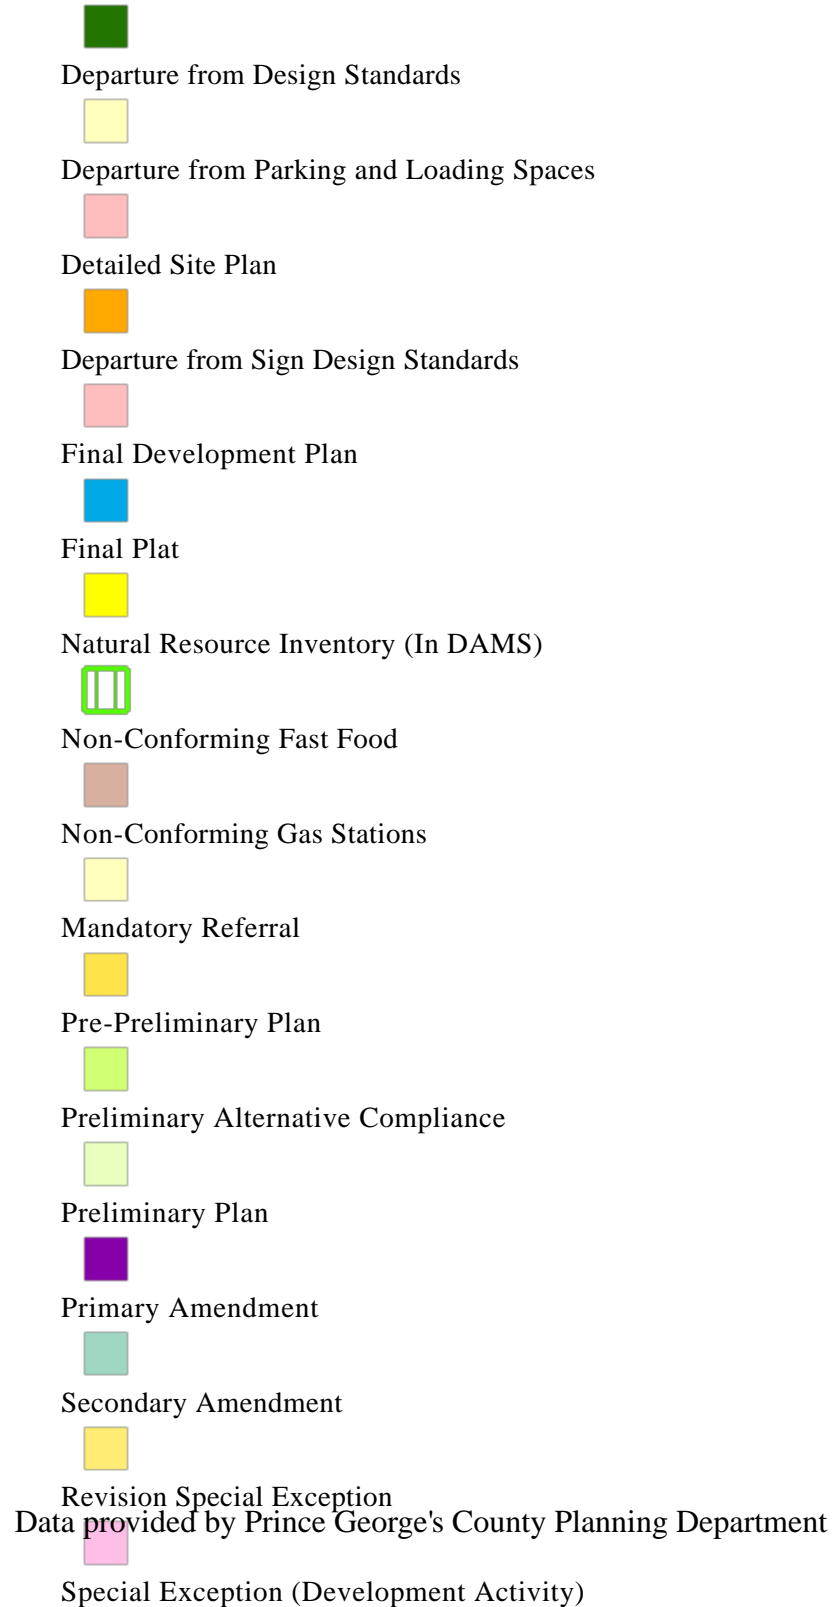 Departure from Design Standards
Departure from Parking and Loading Spaces
Detailed Site Plan
Departure from Sign Design Standards
Final Development Plan
Final Plat
Natural Resource Inventory (In DAMS)
Non-Conforming Fast Food
Non-Conforming Gas Stations
Mandatory Referral
Pre-Preliminary Plan
Preliminary Alternative Compliance
Preliminary Plan
Primary Amendment
Secondary Amendment
Revision Special Exception
Data provided by Prince George's County Planning Department
Special Exception (Development Activity)